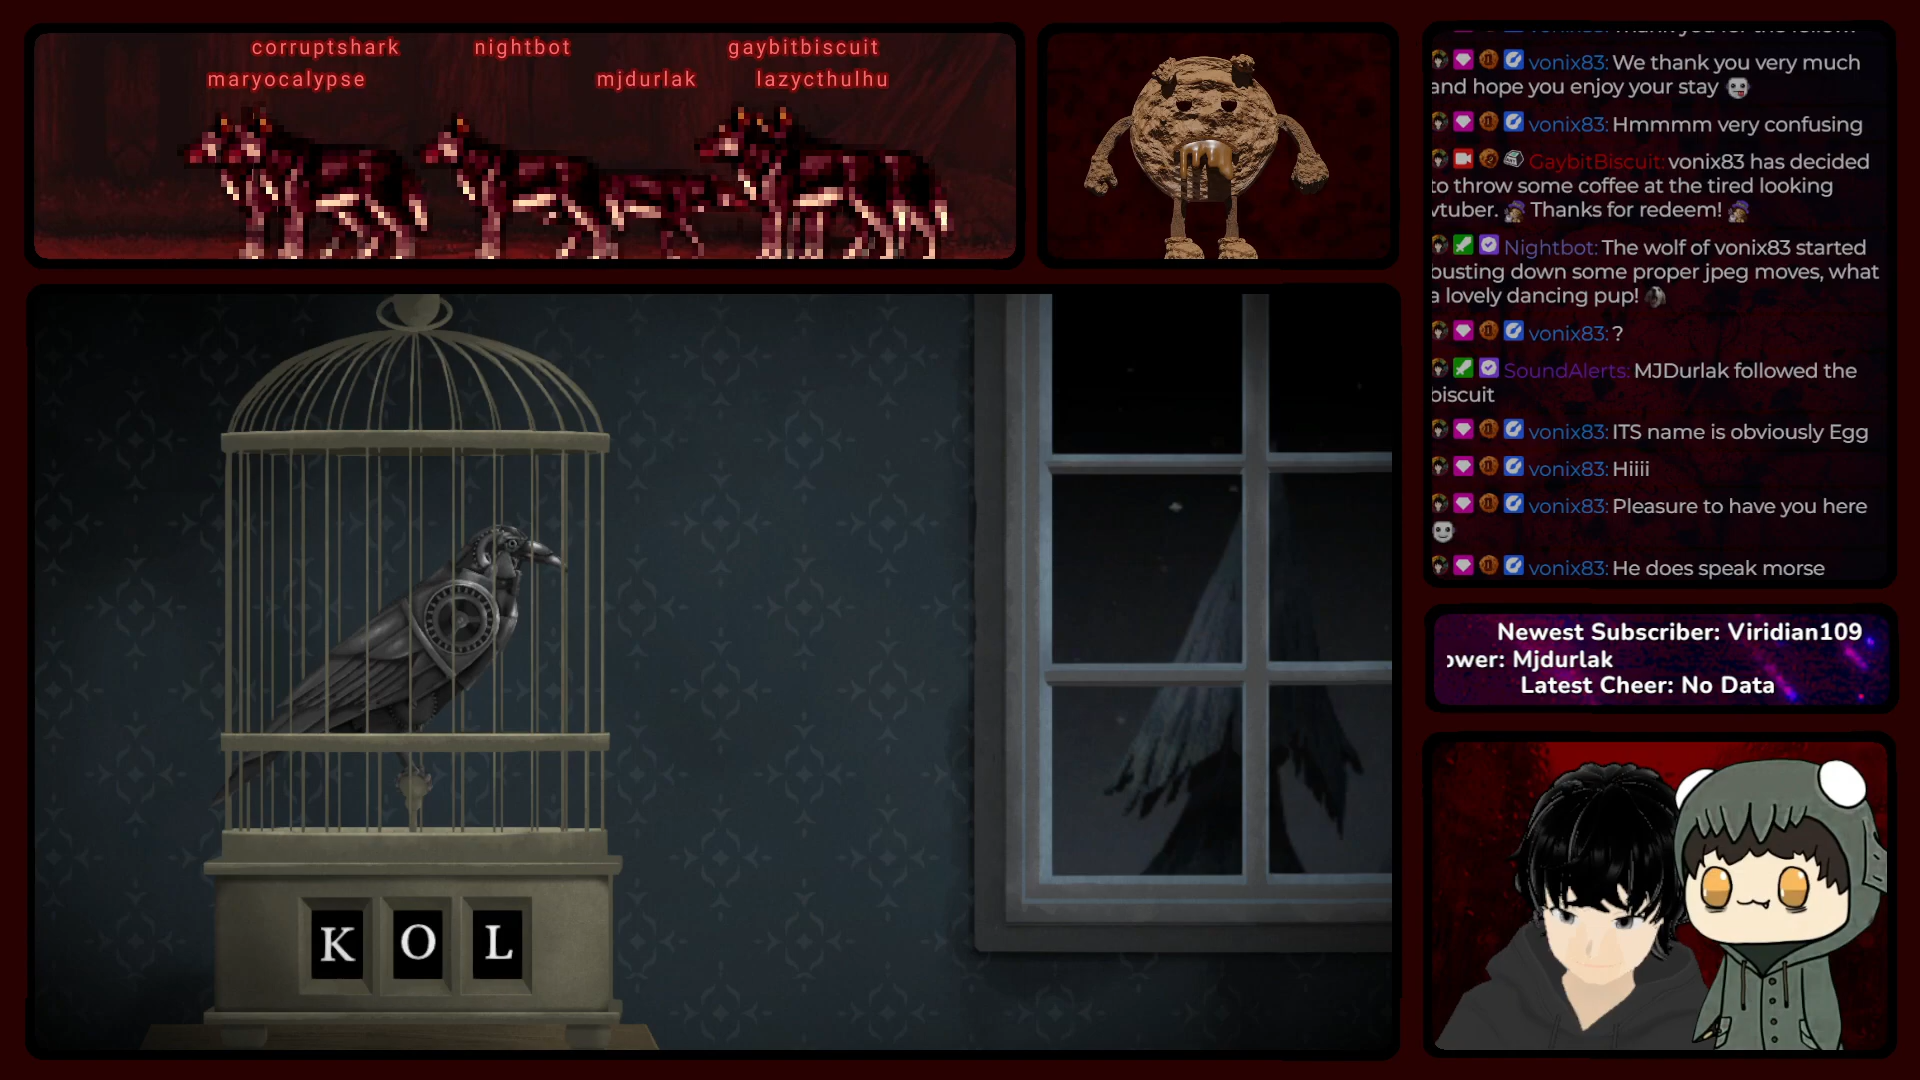 corruptshark nightbot gaybitbiscuit
maryocalypse mjdurlak lazycthulhu
vonix83: We thank you very much
and hope you enjoy your stay
vonix83: Hmmmm very confusing
GaybitBiscuit: vonix83 has decided
to throw some coffee at the tired looking
vtuber. Thanks for redeem!
Nightbot: The wolf of vonix83 started
busting down some proper jpeg moves, what
a lovely dancing pup!
vonix83: ?
SoundAlerts: MJDurlak followed the
biscuit
vonix83: ITS name is obviously Egg
vonix83: Hiiii
vonix83: Pleasure to have you here
vonix83: He does speak morse
Newest Subscriber: Viridian109
ower: Mjdurlak
Latest Cheer: No Data
K O L